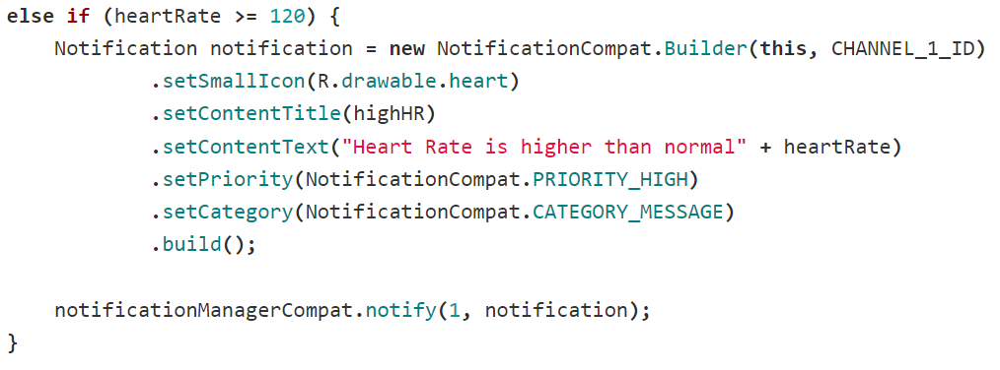 else if (heartRate >= 120) {
    Notification notification = new NotificationCompat.Builder(this, CHANNEL_1_ID)
            .setSmallIcon(R.drawable.heart)
            .setContentTitle(highHR)
            .setContentText("Heart Rate is higher than normal" + heartRate)
            .setPriority(NotificationCompat.PRIORITY_HIGH)
            .setCategory(NotificationCompat.CATEGORY_MESSAGE)
            .build();

    notificationManagerCompat.notify(1, notification);
}